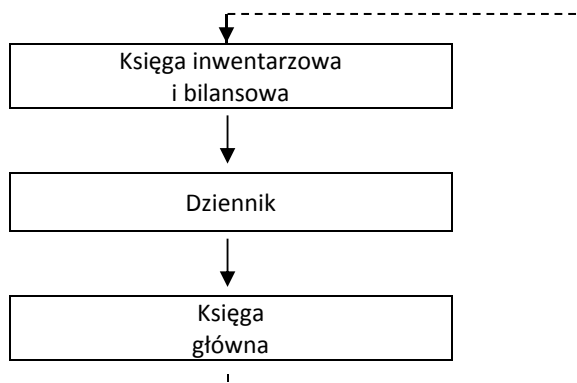 Księga inwentarzowa
i bilansowa
Dziennik
Księga
główna